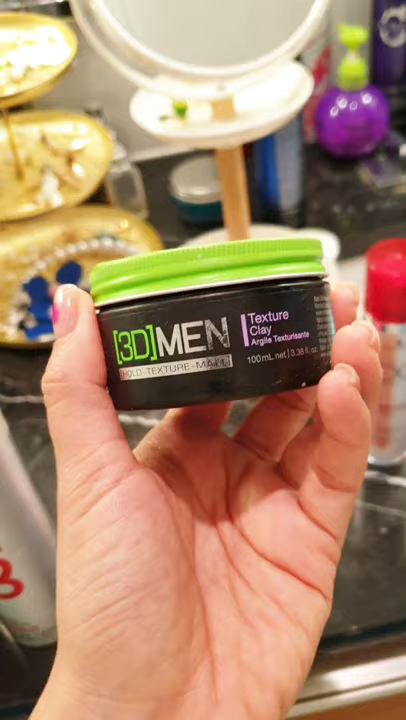 [3D]MEN
HOLD·TEXTURE·MATT
Texture
Clay
Argile Texturisante
100mL net | 3.38 fl. oz.